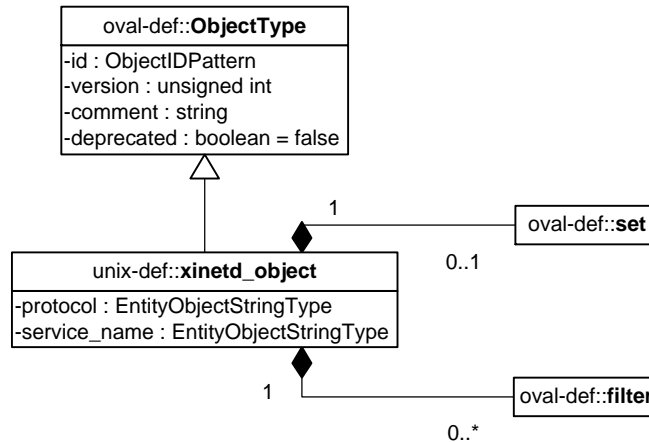 oval-def::ObjectType
-id : ObjectIDPattern
-version : unsigned int
-comment : string
-deprecated : boolean = false
1
oval-def::set
0..1
unix-def::xinetd_object
-protocol : EntityObjectStringType
-service_name : EntityObjectStringType
1
oval-def::filter
0..*